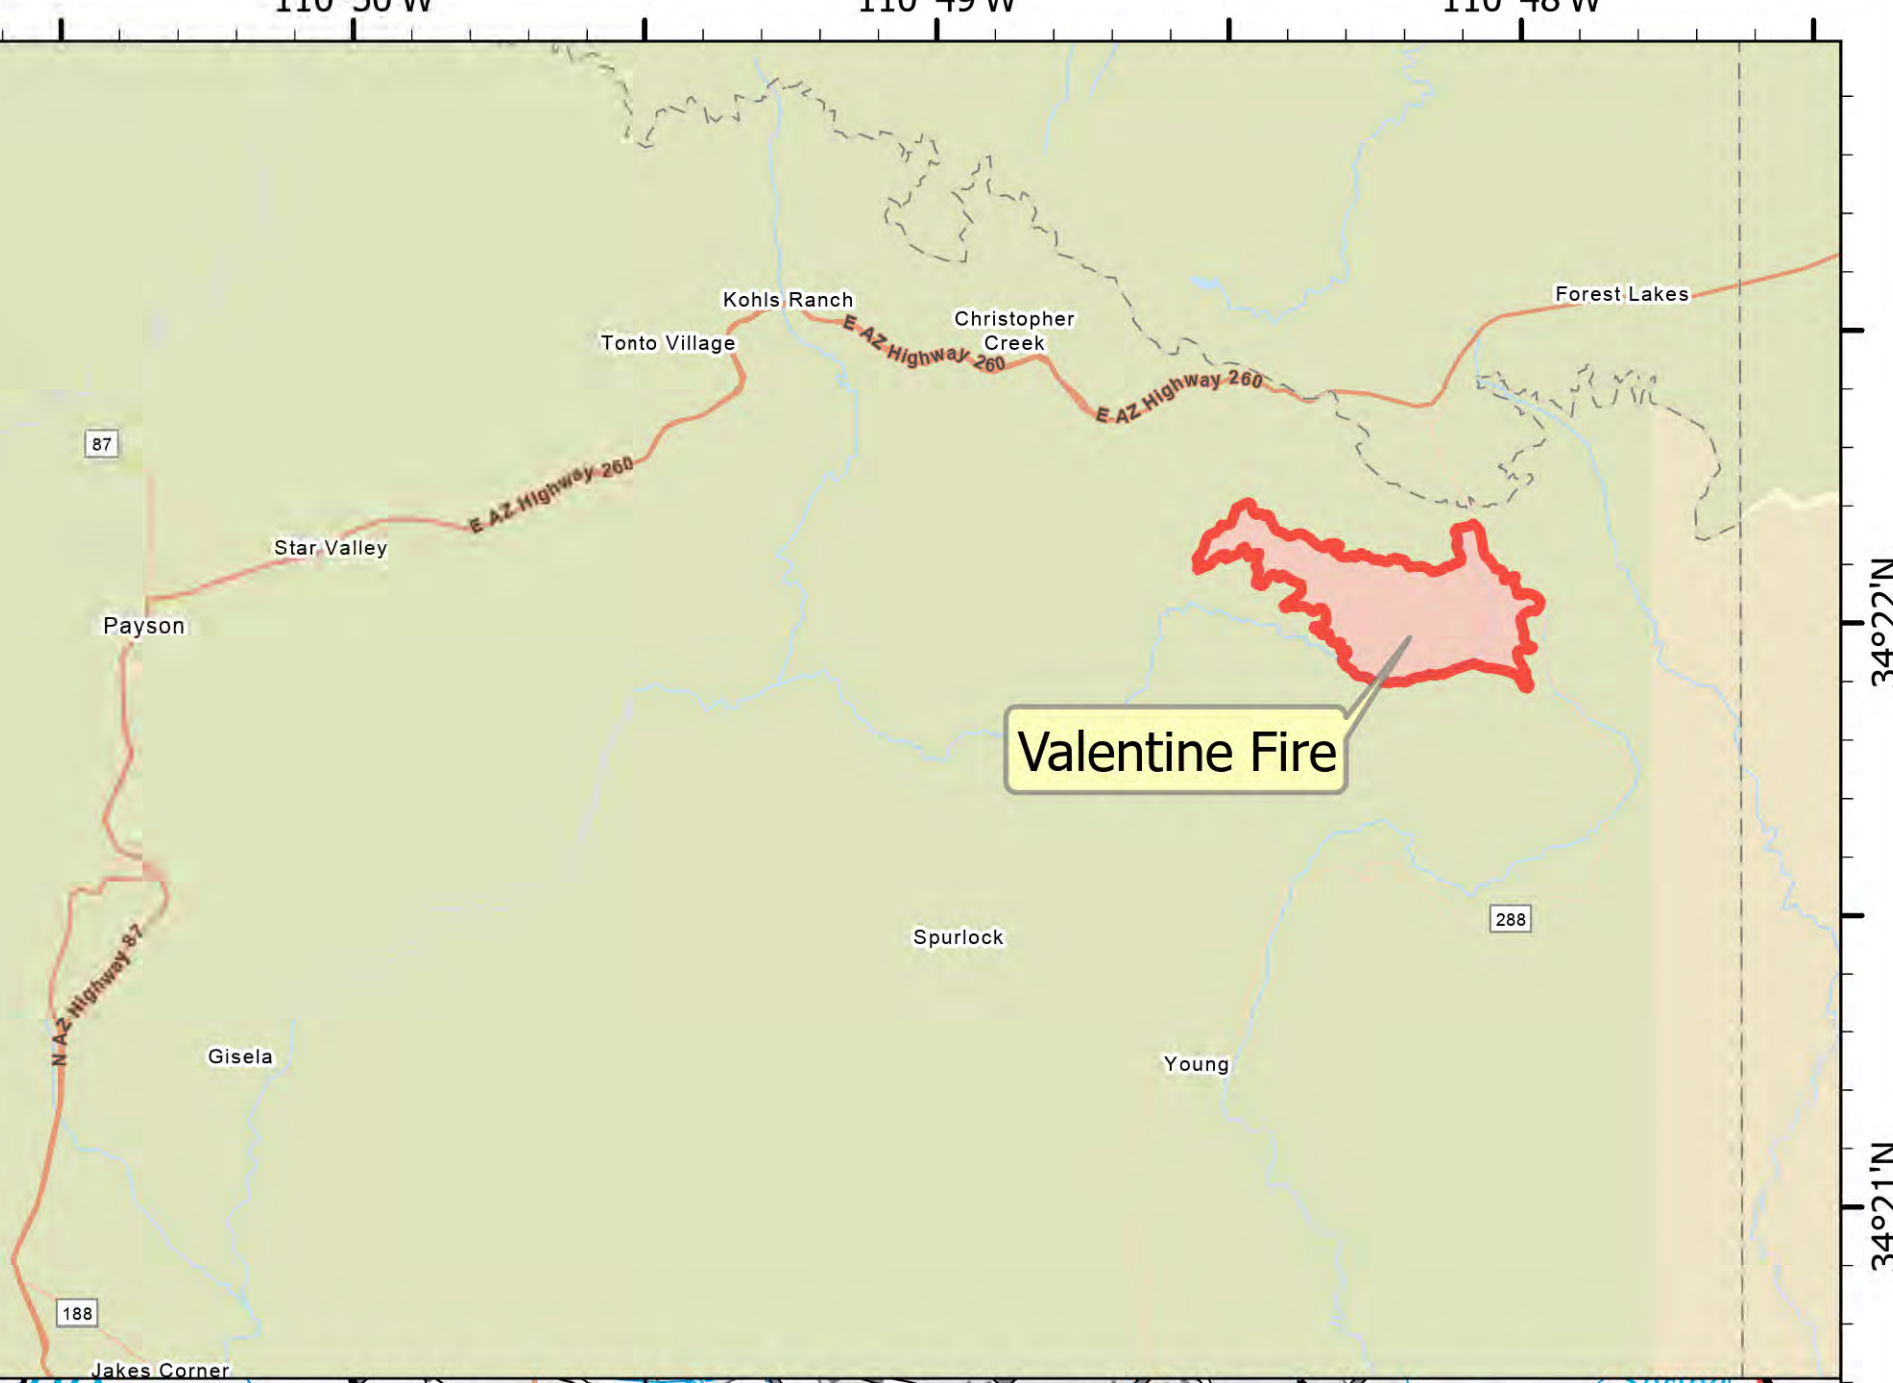 110°50'W
110°49'W
110°48'W
Kohls Ranch
Forest Lakes
Christopher
Creek
Tonto Village
E AZ Highway 260
E AZ Highway 260
87
E AZ Highway 260
Star Valley
Payson
34°22'N
Valentine Fire
288
Spurlock
N AZ Highway 87
Gisela
Young
34°21'N
188
Jakes Corner